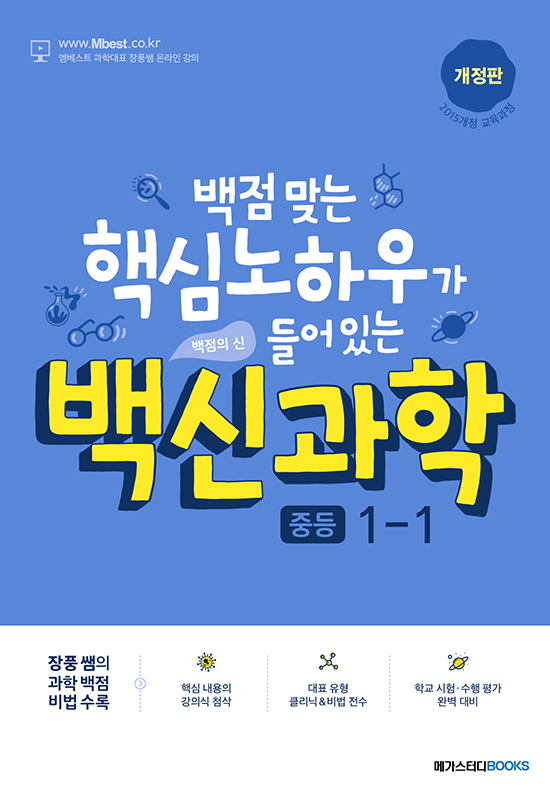 www.Mbest.co.kr
엠베스트 과학대표 장풍쌤 온라인 강의
개정판
2015개정 교육과정
백점 맞는
핵심노하우가
들어있는
백점의 신
백신과학
중등 1-1
장풍 쌤의
과학 백점
비법 수록
핵심 내용의
강의식 첨삭
대표 유형
클리닉&비법 전수
학교 시험·수행 평가
완벽 대비
메가스터디BOOKS